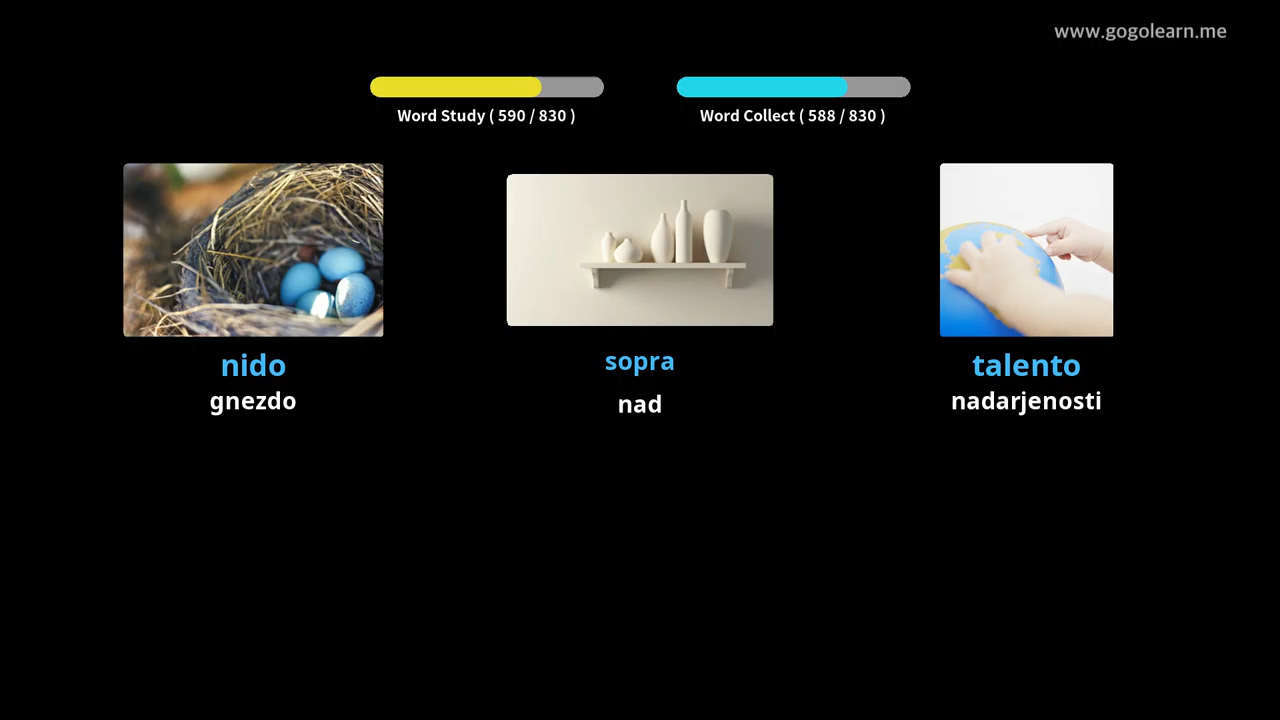 www.gogolearn.me
Word Study ( 590 / 830 )
Word Collect ( 588 / 830 )
nido
gnezdo
sopra
nad
talento
nadarjenosti